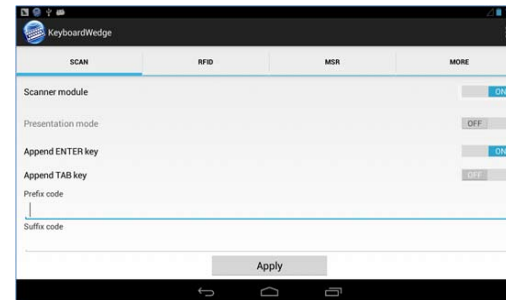 KeyboardWedge
SCAN RFID MSR MORE
Scanner module ON
Presentation mode OFF
Append ENTER key ON
Append TAB key OFF
Prefix code
Suffix code
Apply